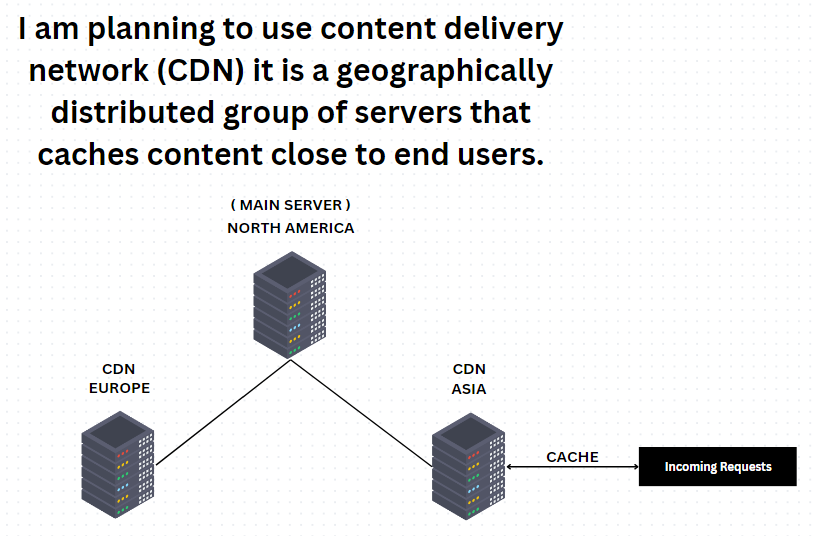 I am planning to use content delivery
network (CDN) it is a geographically
distributed group of servers that
caches content close to end users.
( MAIN SERVER )
NORTH AMERICA
CDN
EUROPE
CDN
ASIA
CACHE
Incoming Requests